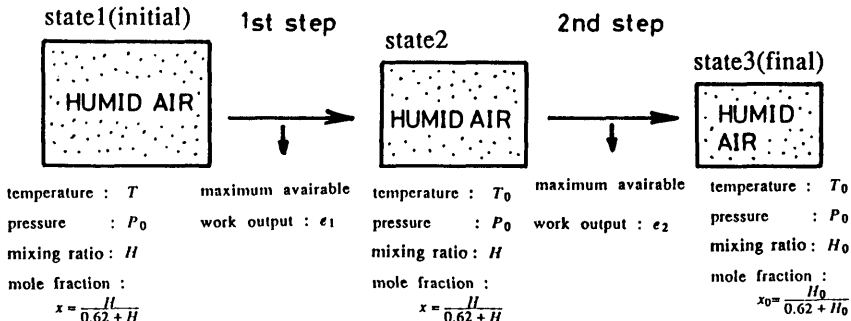 state1(initial)
1st step
state2
2nd step
state3(final)
HUMID AIR
HUMID AIR
HUMID
AIR
temperature : T
pressure : P₀
mixing ratio : H
mole fraction :
x = H / 0.62 + H
maximum avairable
work output : e₁
temperature : T₀
pressure : P₀
mixing ratio : H
mole fraction :
x = H / 0.62 + H
maximum avairable
work output : e₂
temperature : T₀
pressure : P₀
mixing ratio : H₀
mole fraction :
x₀ = H₀ / 0.62 + H₀